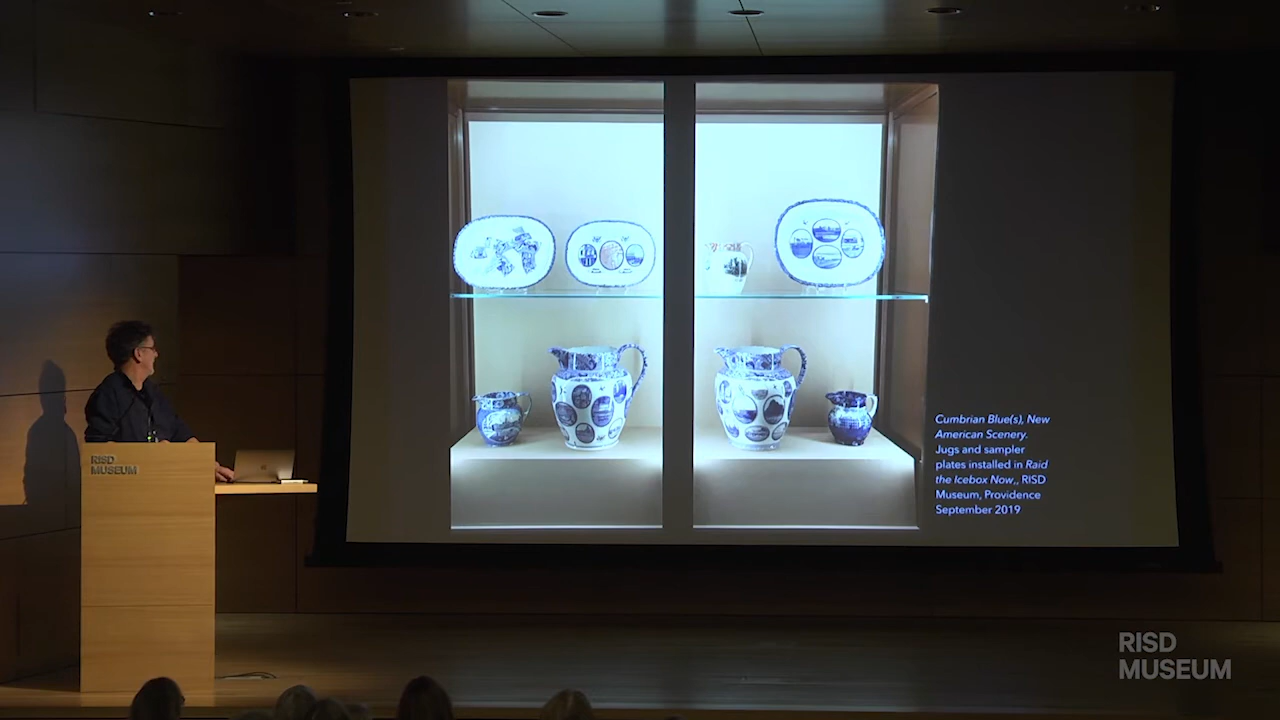 RISD
MUSEUM
Cumbrian Blue(s), New
American Scenery.
Jugs and sampler
plates installed in Raid
the Icebox Now,, RISD
Museum, Providence
September 2019
RISD
MUSEUM